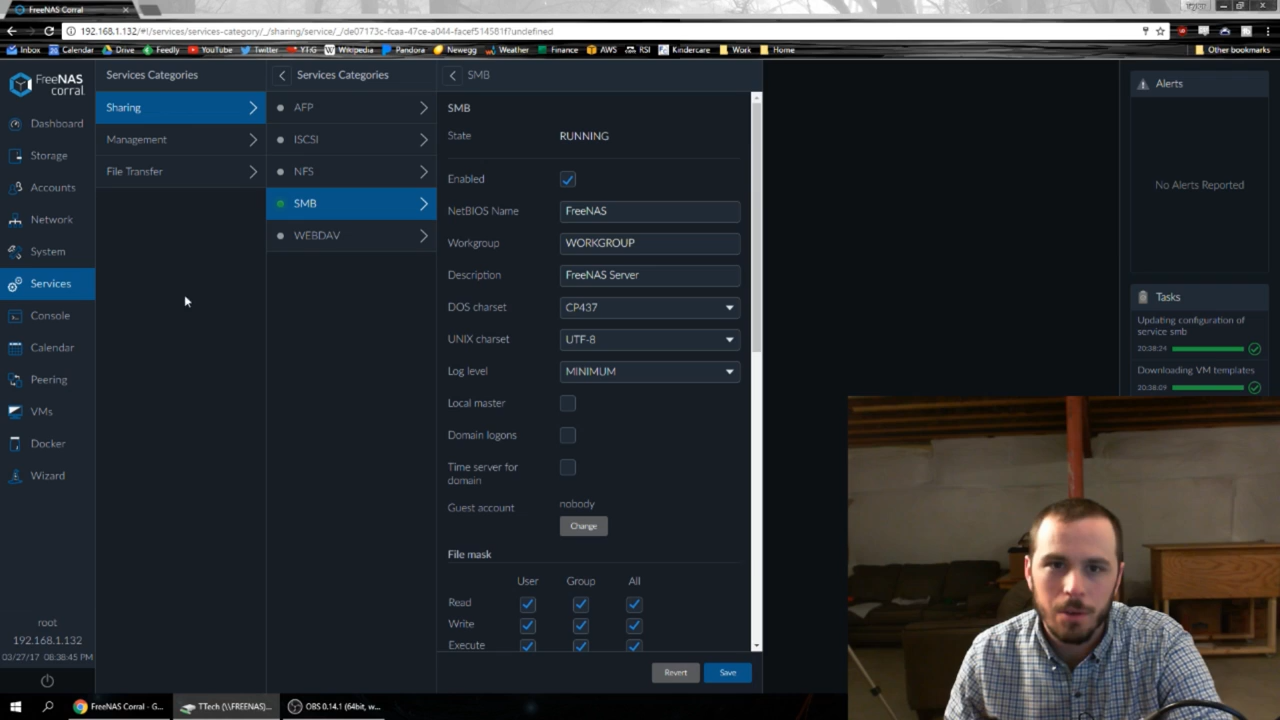 FreeNAS Corral
192.168.1.132/#!/services/services-category/_/sharing/service/_/de07173c-fcaa-47ce-a044-facef514581f?undefined
Inbox Calendar Drive Feedly YouTube Twitter YT-G Wikipedia Pandora Newegg Weather Finance AWS RSI Kindercare Work Home Other bookmarks
FreeNAS
corral
Dashboard
Storage
Accounts
Network
System
Services
Console
Calendar
Peering
VMs
Docker
Wizard
root
192.168.1.132
03/27/17 08:38:45 PM
Services Categories
Sharing
Management
File Transfer
Services Categories
AFP
ISCSI
NFS
SMB
WEBDAV
SMB
SMB
State RUNNING
Enabled
NetBIOS Name FreeNAS
Workgroup WORKGROUP
Description FreeNAS Server
DOS charset CP437
UNIX charset UTF-8
Log level MINIMUM
Local master
Domain logons
Time server for
domain
Guest account nobody
Change
File mask
User Group All
Read
Write
Execute
Revert Save
Alerts
No Alerts Reported
Tasks
Updating configuration of
service smb
20:38:24
Downloading VM templates
20:38:09
FreeNAS Corral - G... TTech (\\FREENAS)... OBS 0.14.1 (64bit, w...